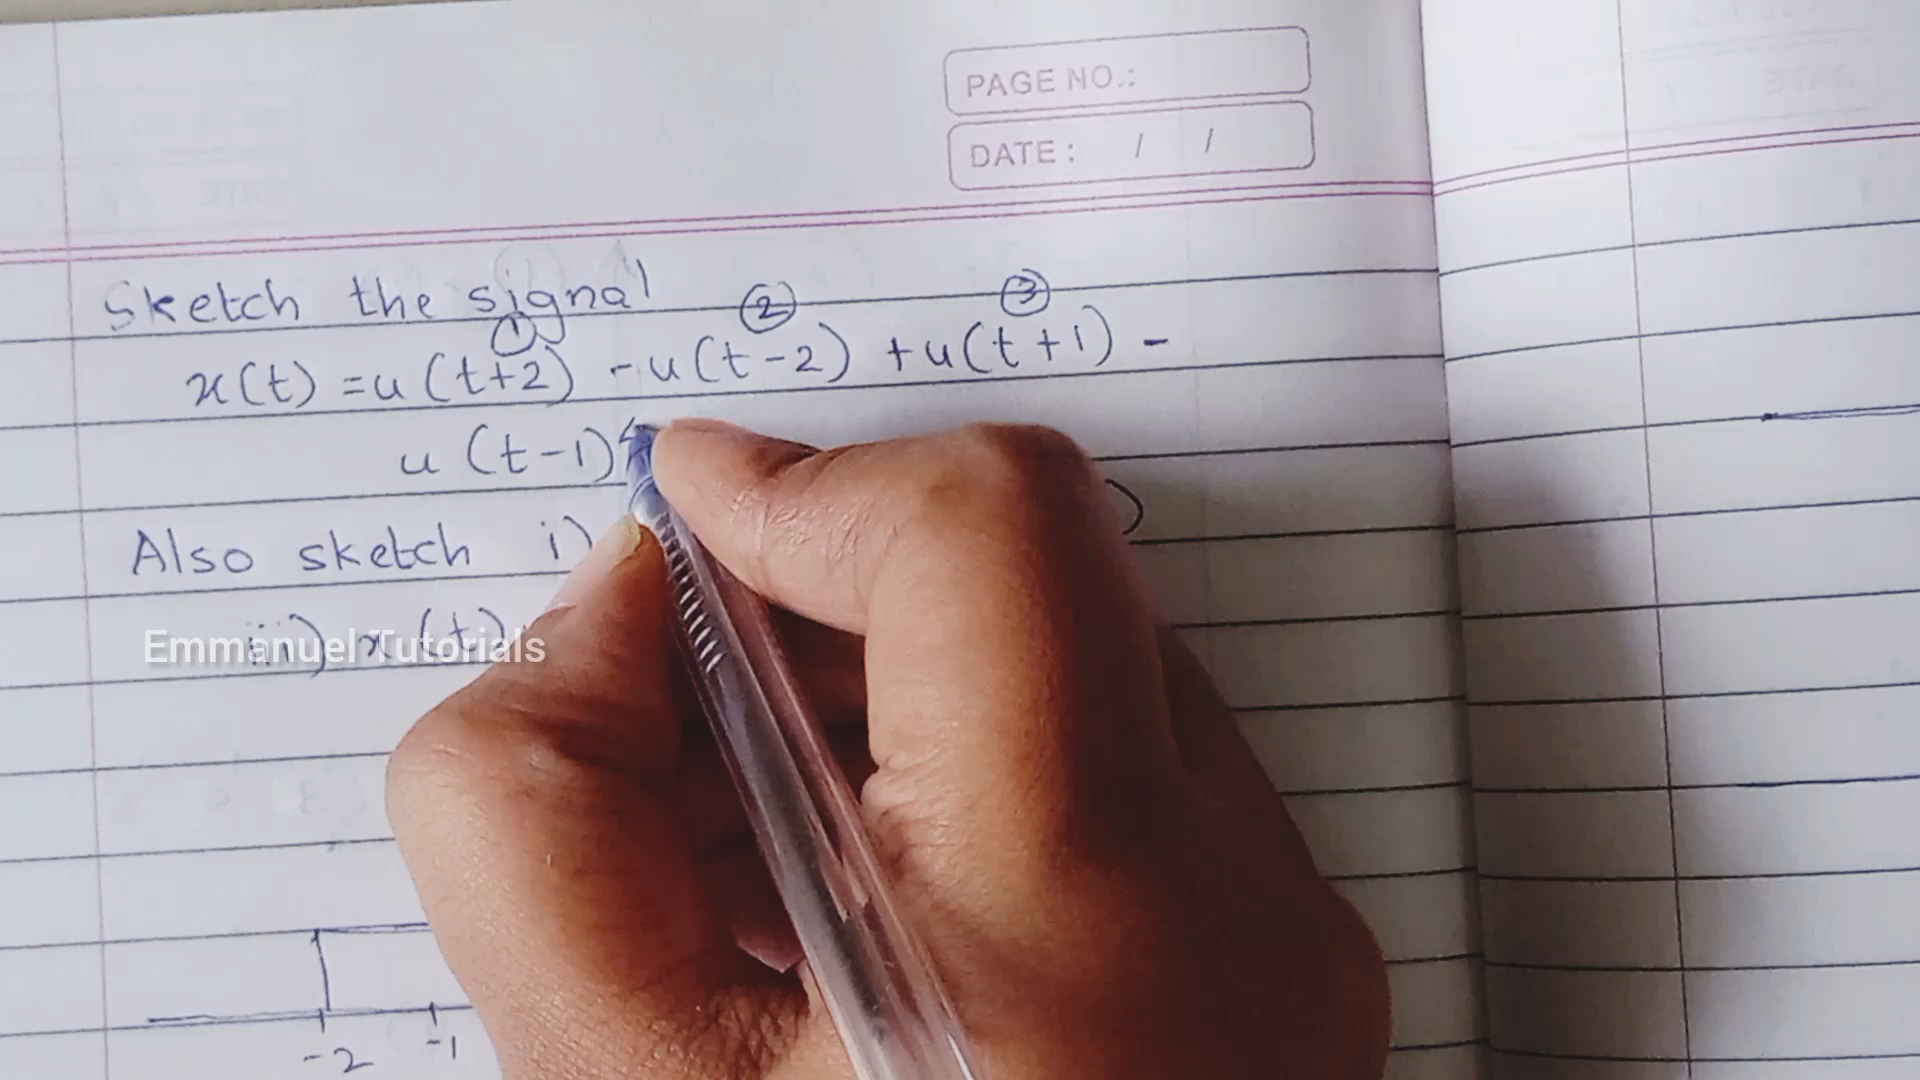 PAGE NO.:
DATE : / /
Sketch the signal
① ② ③
x(t) = u(t+2) - u(t-2) + u(t+1) -
u(t-1)
Also sketch i) )
iii) x(t)
Emmanuel Tutorials
-2 -1